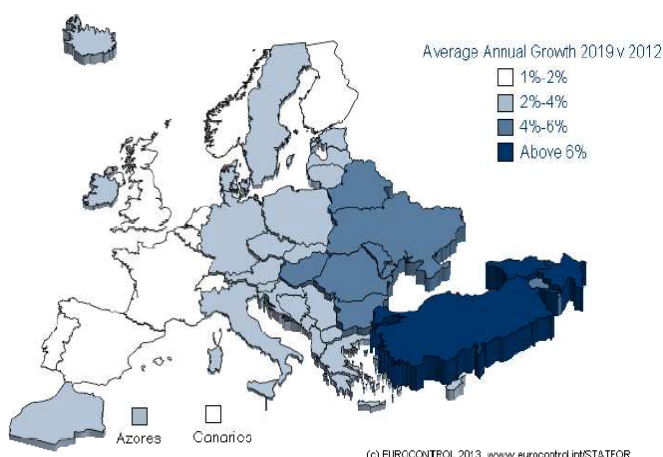 Average Annual Growth 2019 v 2012
1%-2%
2%-4%
4%-6%
Above 6%
Azores
Canaries
(c) EUROCONTROL 2013. www.eurocontrol.int/STATFOR